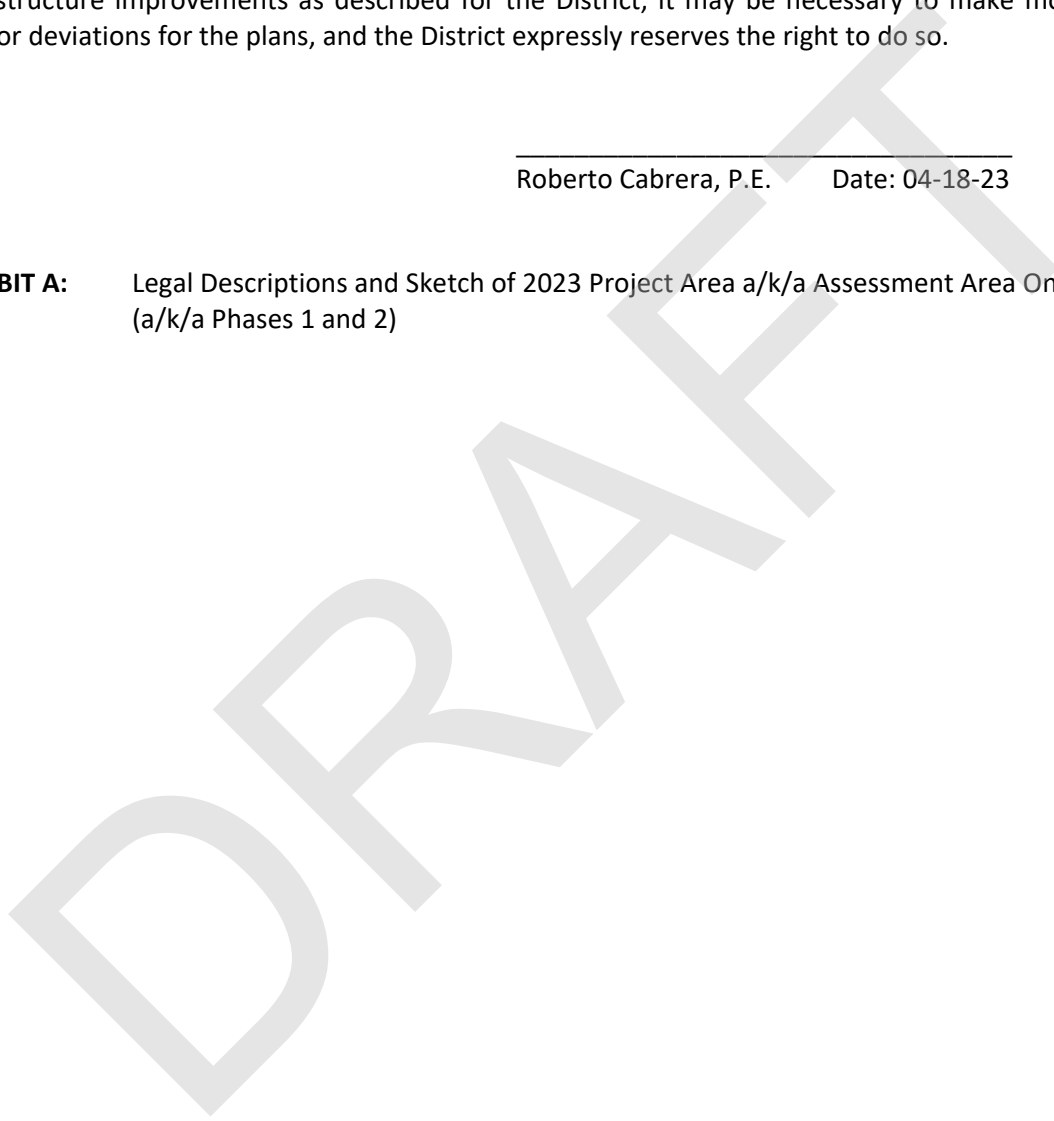 structure improvements as described for the District, it may be necessary to make
or deviations for the plans, and the District expressly reserves the right to do so.
Roberto Cabrera, P.E. Date: 04-18-23
BIT A: Legal Descriptions and Sketch of 2023 Project Area a/k/a Assessment Area On
(a/k/a Phases 1 and 2)
DRAFT